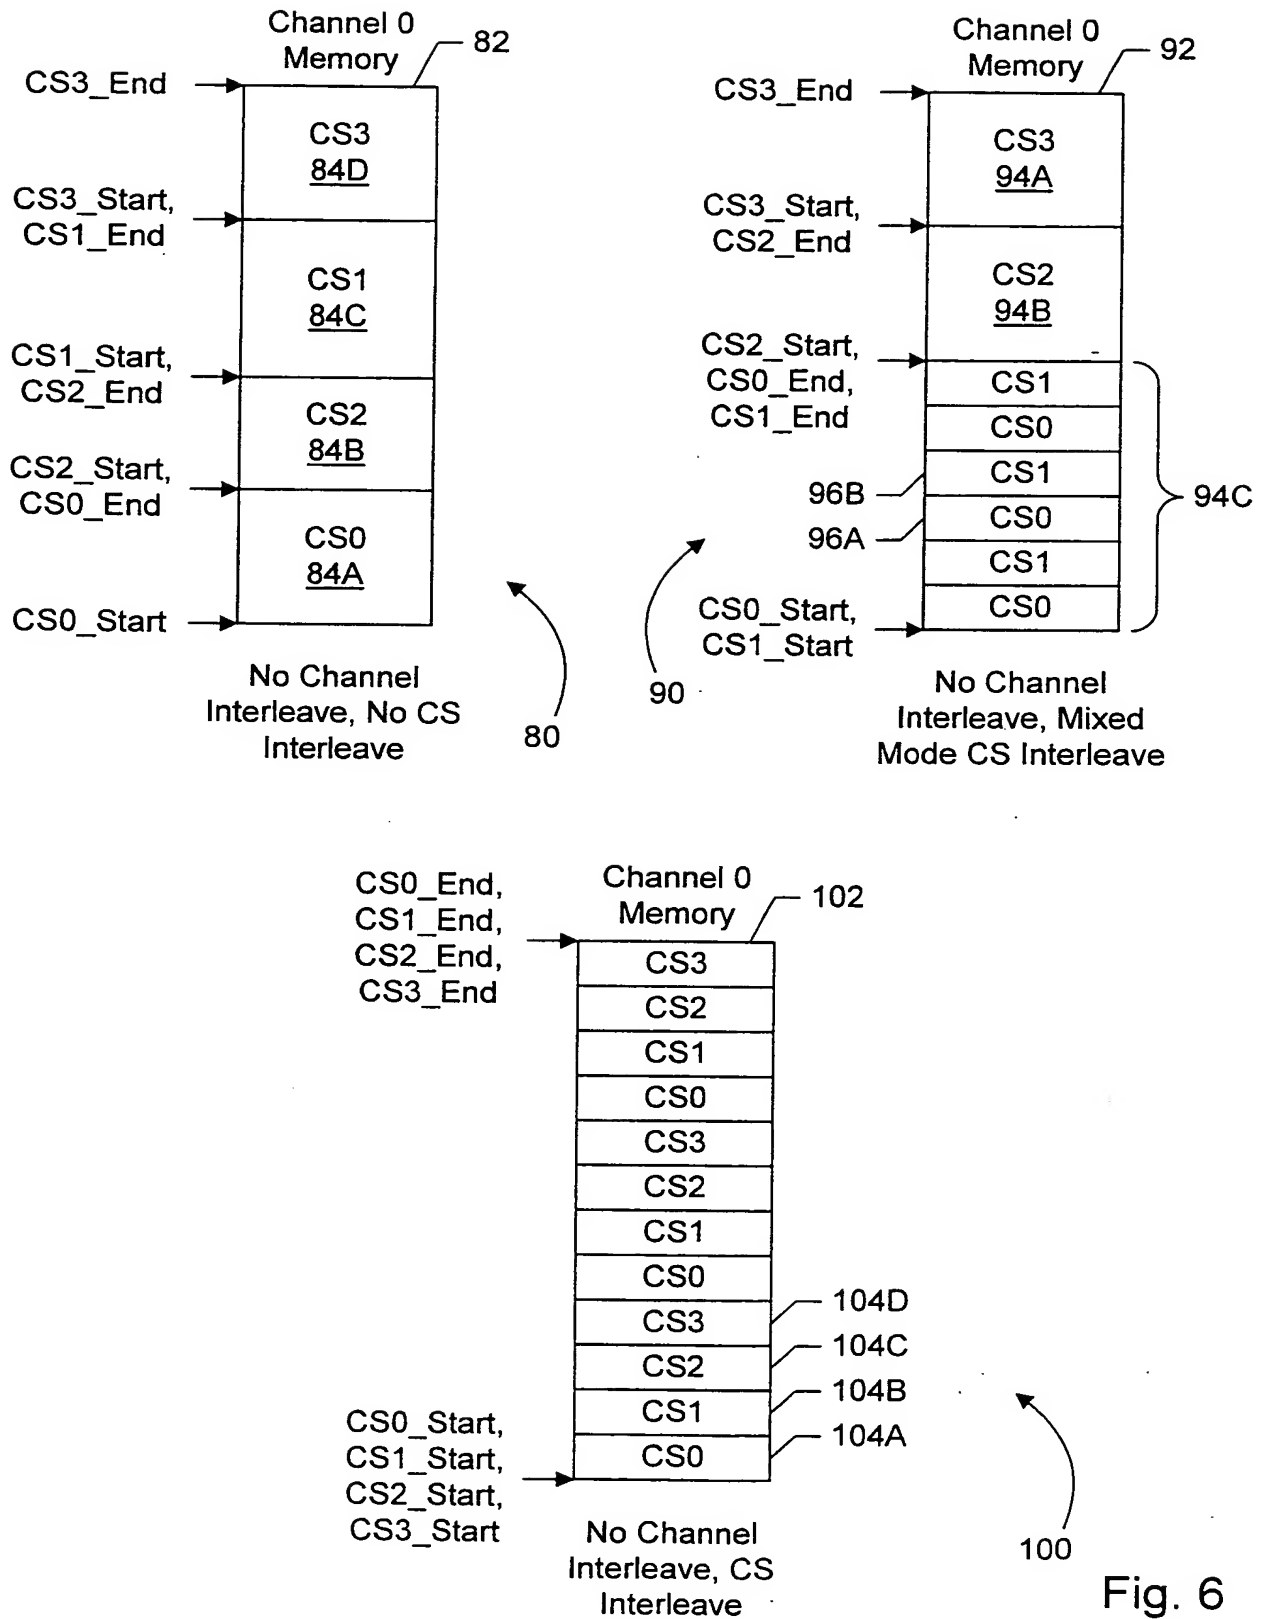 Channel 0
Memory
82
CS3_End
CS3
84D
CS3_Start,
CS1_End
CS1
84C
CS1_Start,
CS2_End
CS2
84B
CS2_Start,
CS0_End
CS0
84A
CS0_Start
No Channel
Interleave, No CS
Interleave
80
Channel 0
Memory
92
CS3_End
CS3
94A
CS3_Start,
CS2_End
CS2
94B
CS2_Start,
CS0_End,
CS1_End
CS1
CS0
CS1
96B
CS0
96A
CS1
CS0
94C
CS0_Start,
CS1_Start
No Channel
Interleave, Mixed
Mode CS Interleave
90
Channel 0
Memory
102
CS0_End,
CS1_End,
CS2_End,
CS3_End
CS3
CS2
CS1
CS0
CS3
CS2
CS1
CS0
CS3
104D
CS2
104C
CS1
104B
CS0
104A
CS0_Start,
CS1_Start,
CS2_Start,
CS3_Start
No Channel
Interleave, CS
Interleave
100
Fig. 6